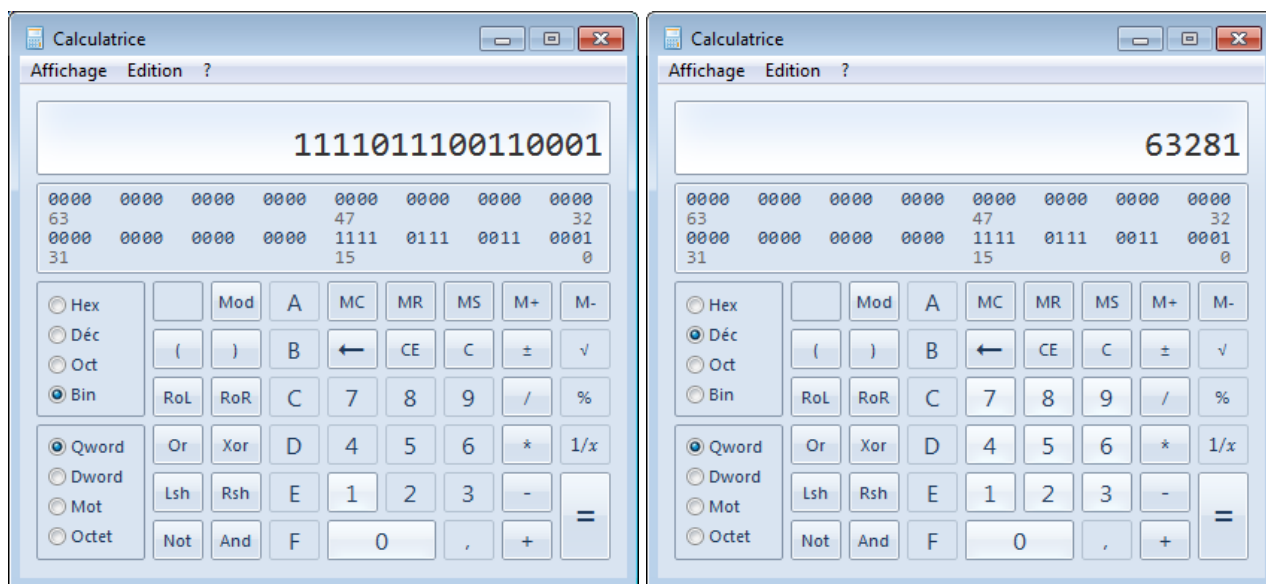 Calculatrice
Affichage Edition ?
1111011100110001
0000 0000 0000 0000 0000 0000 0000 0000
63 47 32
0000 0000 0000 0000 1111 0111 0011 0001
31 15 0
Hex Mod A MC MR MS M+ M-
Déc ( ) B ← CE C ± √
Oct
Bin RoL RoR C 7 8 9 / %
Qword Or Xor D 4 5 6 * 1/x
Dword Lsh Rsh E 1 2 3 - =
Mot
Octet Not And F 0 , +
Calculatrice
Affichage Edition ?
63281
0000 0000 0000 0000 0000 0000 0000 0000
63 47 32
0000 0000 0000 0000 1111 0111 0011 0001
31 15 0
Hex Mod A MC MR MS M+ M-
Déc ( ) B ← CE C ± √
Oct
Bin RoL RoR C 7 8 9 / %
Qword Or Xor D 4 5 6 * 1/x
Dword Lsh Rsh E 1 2 3 - =
Mot
Octet Not And F 0 , +